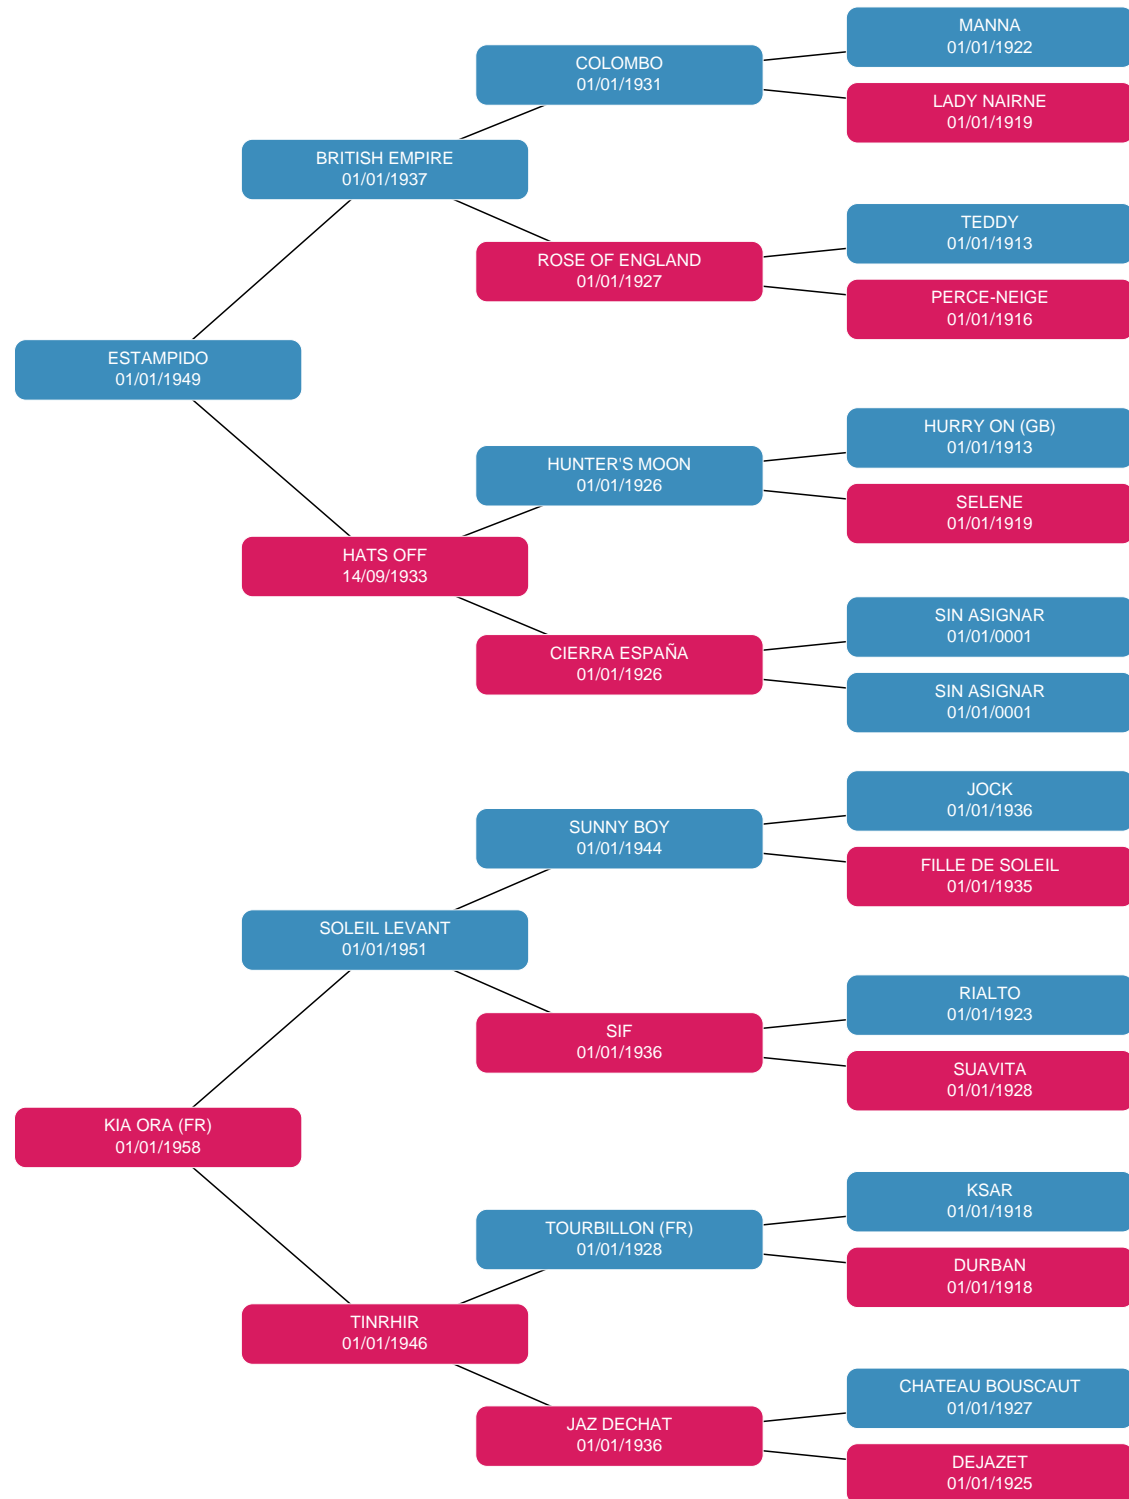 MANNA
01/01/1922
COLOMBO
01/01/1931
LADY NAIRNE
01/01/1919
BRITISH EMPIRE
01/01/1937
TEDDY
01/01/1913
ROSE OF ENGLAND
01/01/1927
PERCE-NEIGE
01/01/1916
ESTAMPIDO
01/01/1949
HURRY ON (GB)
01/01/1913
HUNTER'S MOON
01/01/1926
SELENE
01/01/1919
HATS OFF
14/09/1933
SIN ASIGNAR
01/01/0001
CIERRA ESPAÑA
01/01/1926
SIN ASIGNAR
01/01/0001
JOCK
01/01/1936
SUNNY BOY
01/01/1944
FILLE DE SOLEIL
01/01/1935
SOLEIL LEVANT
01/01/1951
RIALTO
01/01/1923
SIF
01/01/1936
SUAVITA
01/01/1928
KIA ORA (FR)
01/01/1958
KSAR
01/01/1918
TOURBILLON (FR)
01/01/1928
DURBAN
01/01/1918
TINRHIR
01/01/1946
CHATEAU BOUSCAUT
01/01/1927
JAZ DECHAT
01/01/1936
DEJAZET
01/01/1925